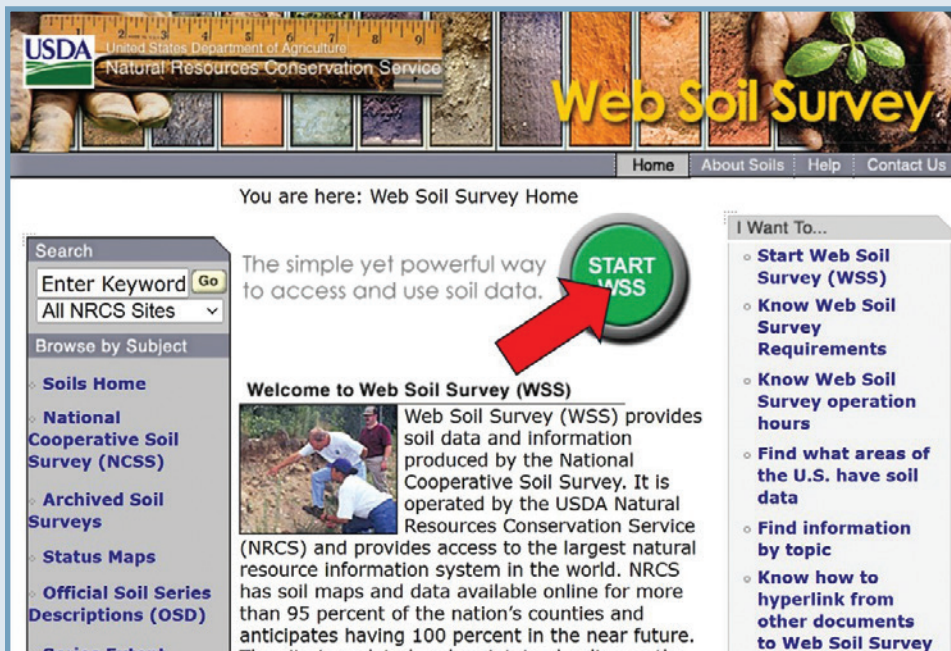 USDA
United States Department of Agriculture
Natural Resources Conservation Service
Web Soil Survey
Home
About Soils
Help
Contact Us
You are here: Web Soil Survey Home
Search
Enter Keyword
Go
All NRCS Sites
Browse by Subject
Soils Home
National
Cooperative Soil
Survey (NCSS)
Archived Soil
Surveys
Status Maps
Official Soil Series
Descriptions (OSD)
The simple yet powerful way
to access and use soil data.
START
WSS
Welcome to Web Soil Survey (WSS)
Web Soil Survey (WSS) provides
soil data and information
produced by the National
Cooperative Soil Survey. It is
operated by the USDA Natural
Resources Conservation Service
(NRCS) and provides access to the largest natural
resource information system in the world. NRCS
has soil maps and data available online for more
than 95 percent of the nation's counties and
anticipates having 100 percent in the near future.
I Want To...
Start Web Soil
Survey (WSS)
Know Web Soil
Survey
Requirements
Know Web Soil
Survey operation
hours
Find what areas of
the U.S. have soil
data
Find information
by topic
Know how to
hyperlink from
other documents
to Web Soil Survey